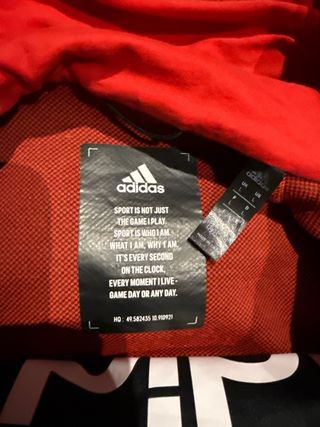 adidas
SPORT IS NOT JUST
THE GAME I PLAY.
SPORT IS WHO I AM.
WHAT I AM, WHY I AM.
IT'S EVERY SECOND
ON THE CLOCK,
EVERY MOMENT I LIVE -
GAME DAY OR ANY DAY.
HQ : 49.582435 10.910921
adidas